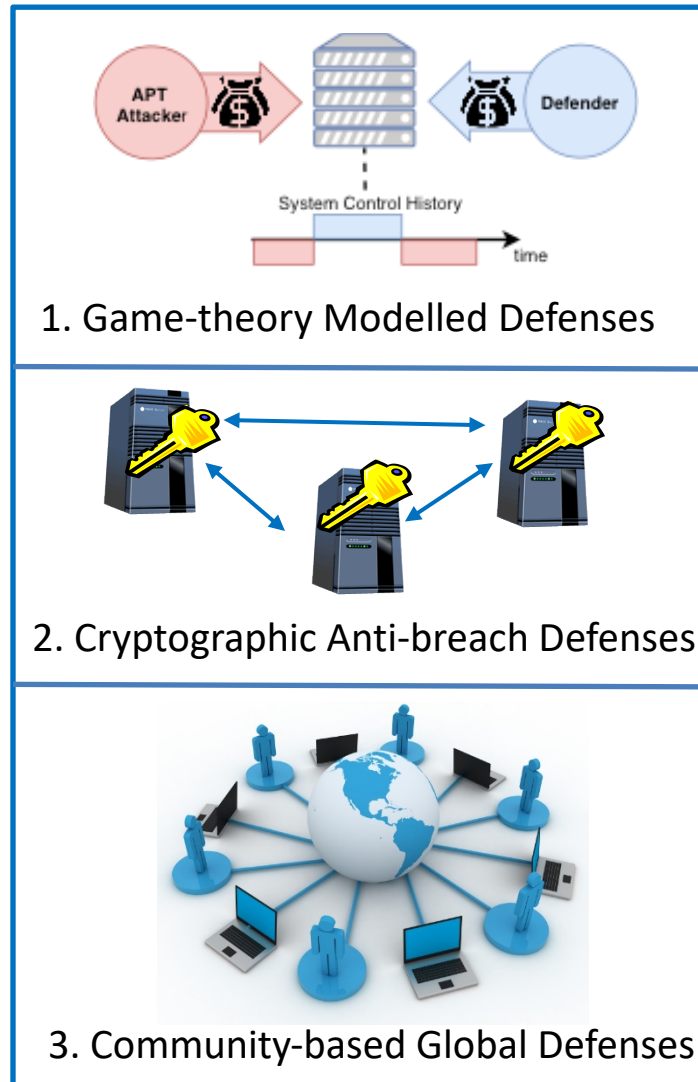 APT
Attacker
Defender
System Control History
time
1. Game-theory Modelled Defenses
2. Cryptographic Anti-breach Defenses
3. Community-based Global Defenses